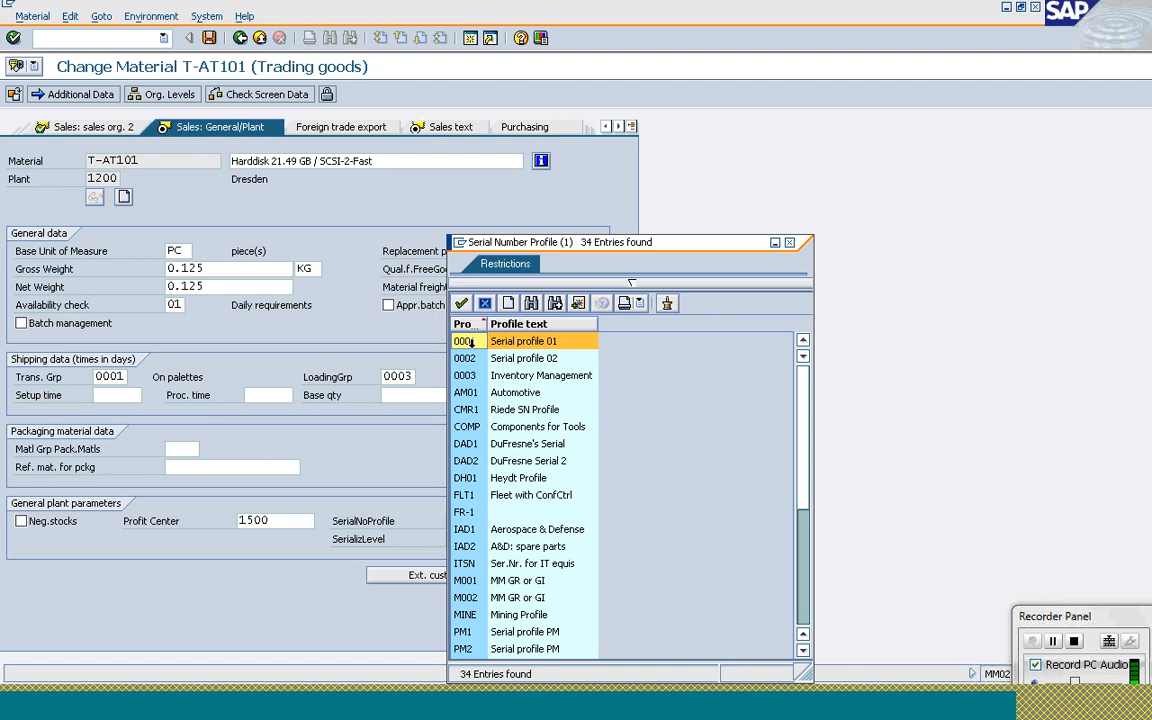 Material Edit Goto Environment System Help
SAP
Change Material T-AT101 (Trading goods)
Additional Data Org. Levels Check Screen Data
Sales: sales org. 2 Sales: General/Plant Foreign trade export Sales text Purchasing
Material T-AT101 Harddisk 21.49 GB / SCSI-2-Fast
Plant 1200 Dresden
General data
Base Unit of Measure PC piece(s) Replacement p
Gross Weight 0.125 KG Qual.f.FreeGo
Net Weight 0.125 Material freight
Availability check 01 Daily requirements Appr.batch
Batch management
Shipping data (times in days)
Trans. Grp 0001 On palettes LoadingGrp 0003
Setup time Proc. time Base qty
Packaging material data
Matl Grp Pack.Matls
Ref. mat. for pckg
General plant parameters
Neg.stocks Profit Center 1500 SerialNoProfile
SerializLevel
Ext. cust
Serial Number Profile (1) 34 Entries found
Restrictions
Pro... Profile text
0001 Serial profile 01
0002 Serial profile 02
0003 Inventory Management
AM01 Automotive
CMR1 Riede SN Profile
COMP Components for Tools
DAD1 DuFresne's Serial
DAD2 DuFresne Serial 2
DH01 Heydt Profile
FLT1 Fleet with ConfCtrl
FR-1
IAD1 Aerospace & Defense
IAD2 A&D: spare parts
ITSN Ser.Nr. for IT equis
M001 MM GR or GI
M002 MM GR or GI
MINE Mining Profile
PM1 Serial profile PM
PM2 Serial profile PM
34 Entries found
MM02
Recorder Panel
Record PC Audio